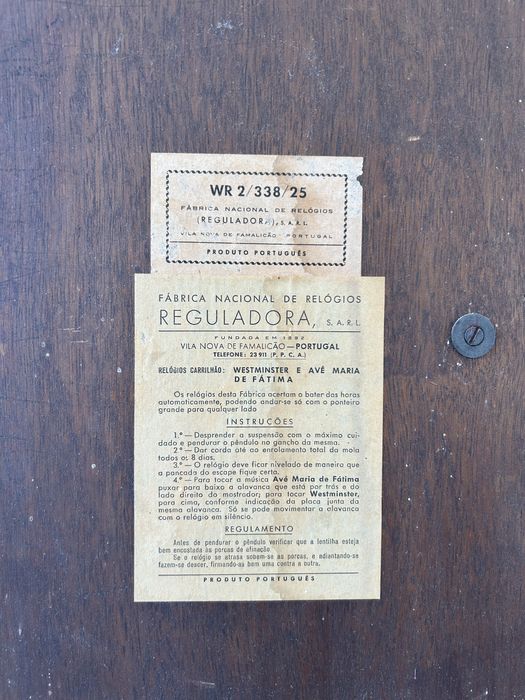 WR 2/338/25
FÁBRICA NACIONAL DE RELÓGIOS
(REGULADORA), S. A. R. L.
VILA NOVA DE FAMALICÃO - PORTUGAL
PRODUTO PORTUGUÊS
FÁBRICA NACIONAL DE RELÓGIOS
REGULADORA, S. A. R. L.
FUNDADA EM 1892
VILA NOVA DE FAMALICÃO — PORTUGAL
TELEFONE: 23 911 (P. P. C. A.)
RELÓGIOS CARRILHÃO: WESTMINSTER E AVÉ MARIA
DE FÁTIMA
Os relógios desta Fábrica acertam o bater das horas
automaticamente, podendo andar-se só com o ponteiro
grande para qualquer lado
INSTRUÇÕES
1.º — Desprender a suspensão com o máximo cui-
dado e pendurar o pêndulo no gancho da mesma.
2.º — Dar corda até ao enrolamento total da mola
todos os 8 dias.
3.º — O relógio deve ficar nivelado de maneira que
a pancada do escape fique certa.
4.º — Para tocar a música Avé Maria de Fátima
puxar para baixo a alavanca que está por trás e do
lado direito do mostrador; para tocar Westminster,
para cima, conforme indicação da placa junta da
mesma alavanca. Só se pode movimentar a alavanca
com o relógio em silêncio.
REGULAMENTO
Antes de pendurar o pêndulo verificar que a lentilha esteja
bem encostada às porcas de afinação.
Se o relógio se atrasa sobem-se as porcas, e adiantando-se
fazem-se descer, firmando-as bem uma contra a outra.
PRODUTO PORTUGUÊS